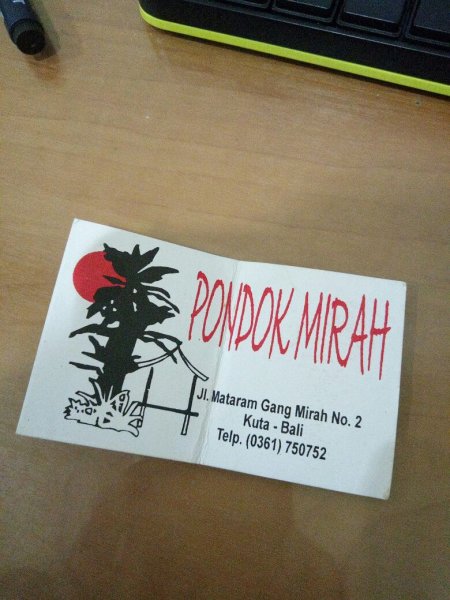 PONDOK MIRAH
Jl. Mataram Gang Mirah No. 2
Kuta - Bali
Telp. (0361) 750752